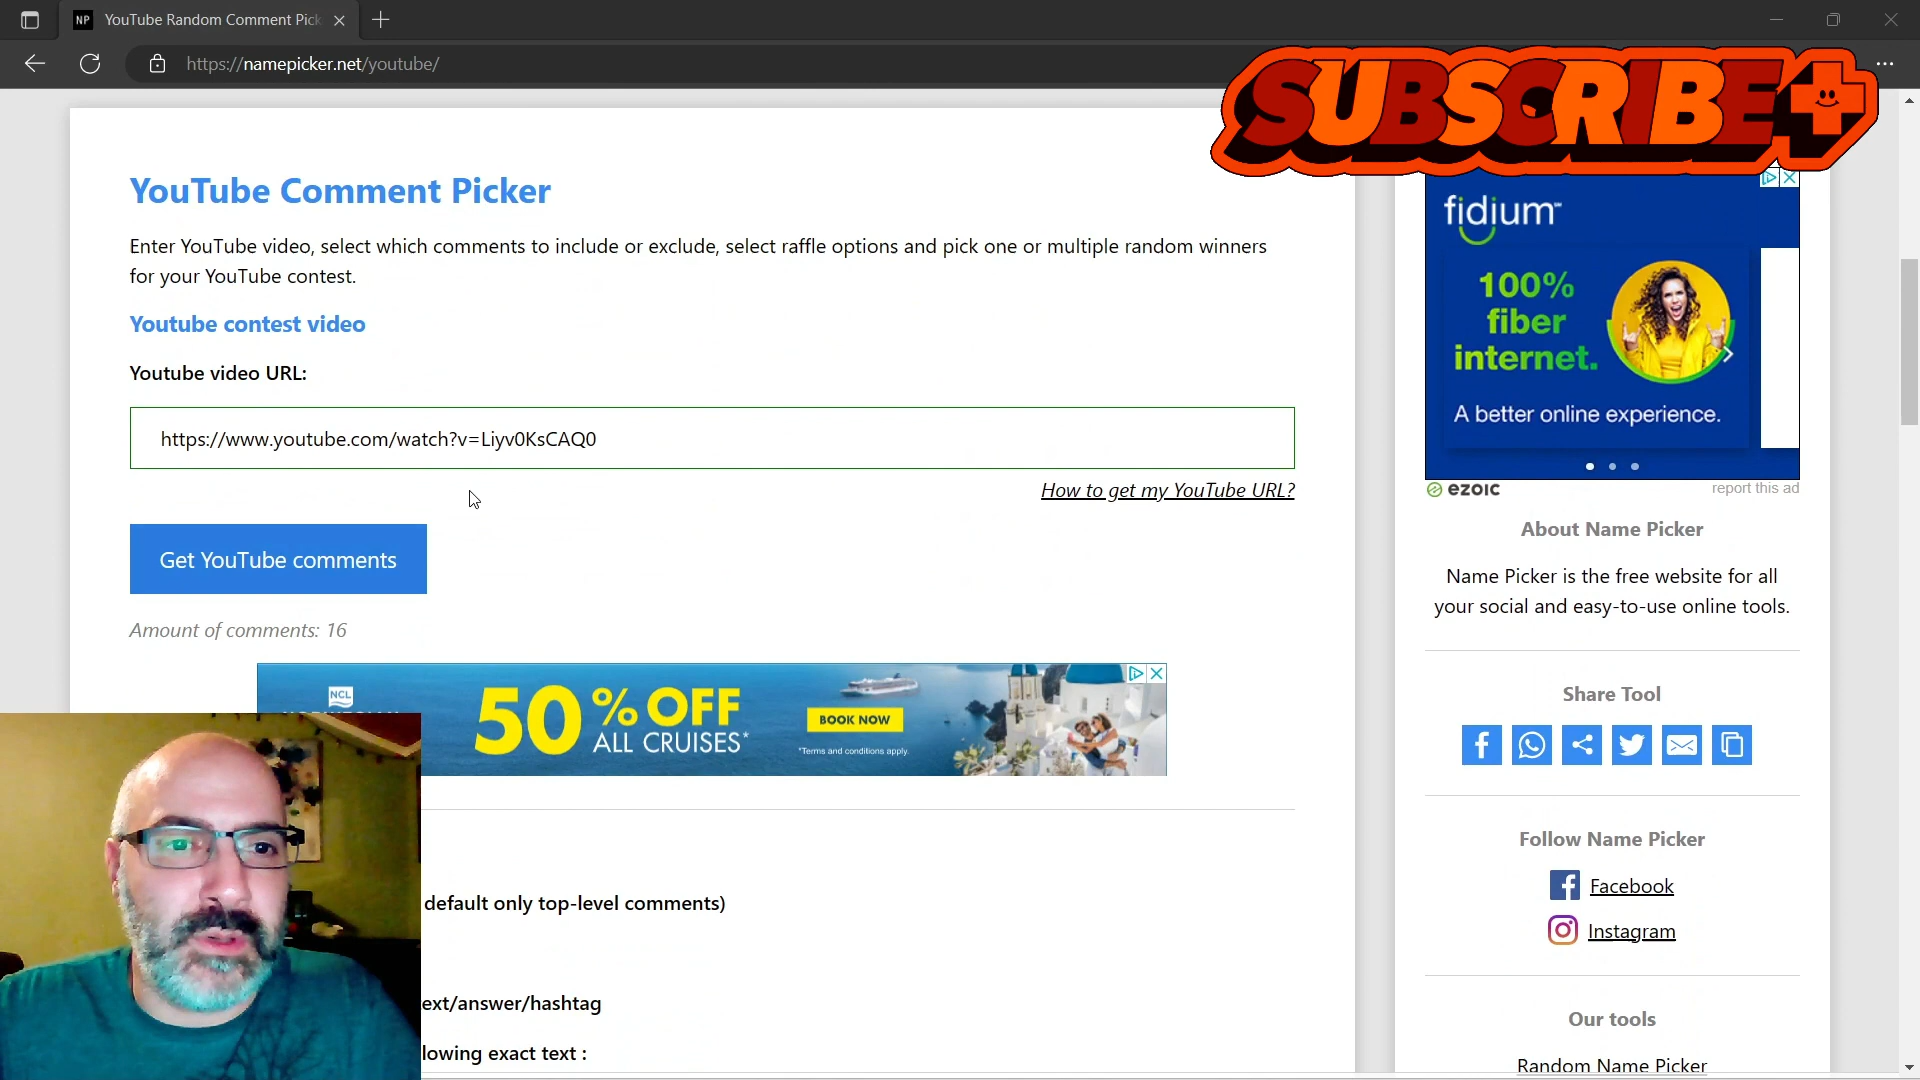 NP YouTube Random Comment Pick
https://namepicker.net/youtube/
SUBSCRIBE+
YouTube Comment Picker
Enter YouTube video, select which comments to include or exclude, select raffle options and pick one or multiple random winners
for your YouTube contest.
Youtube contest video
Youtube video URL:
https://www.youtube.com/watch?v=Liyv0KsCAQ0
How to get my YouTube URL?
Get YouTube comments
Amount of comments: 16
NCL
50% OFF
ALL CRUISES*
BOOK NOW
*Terms and conditions apply.
default only top-level comments)
ext/answer/hashtag
lowing exact text :
fidium
100%
fiber
internet.
A better online experience.
ezoic
report this ad
About Name Picker
Name Picker is the free website for all
your social and easy-to-use online tools.
Share Tool
Follow Name Picker
Facebook
Instagram
Our tools
Random Name Picker